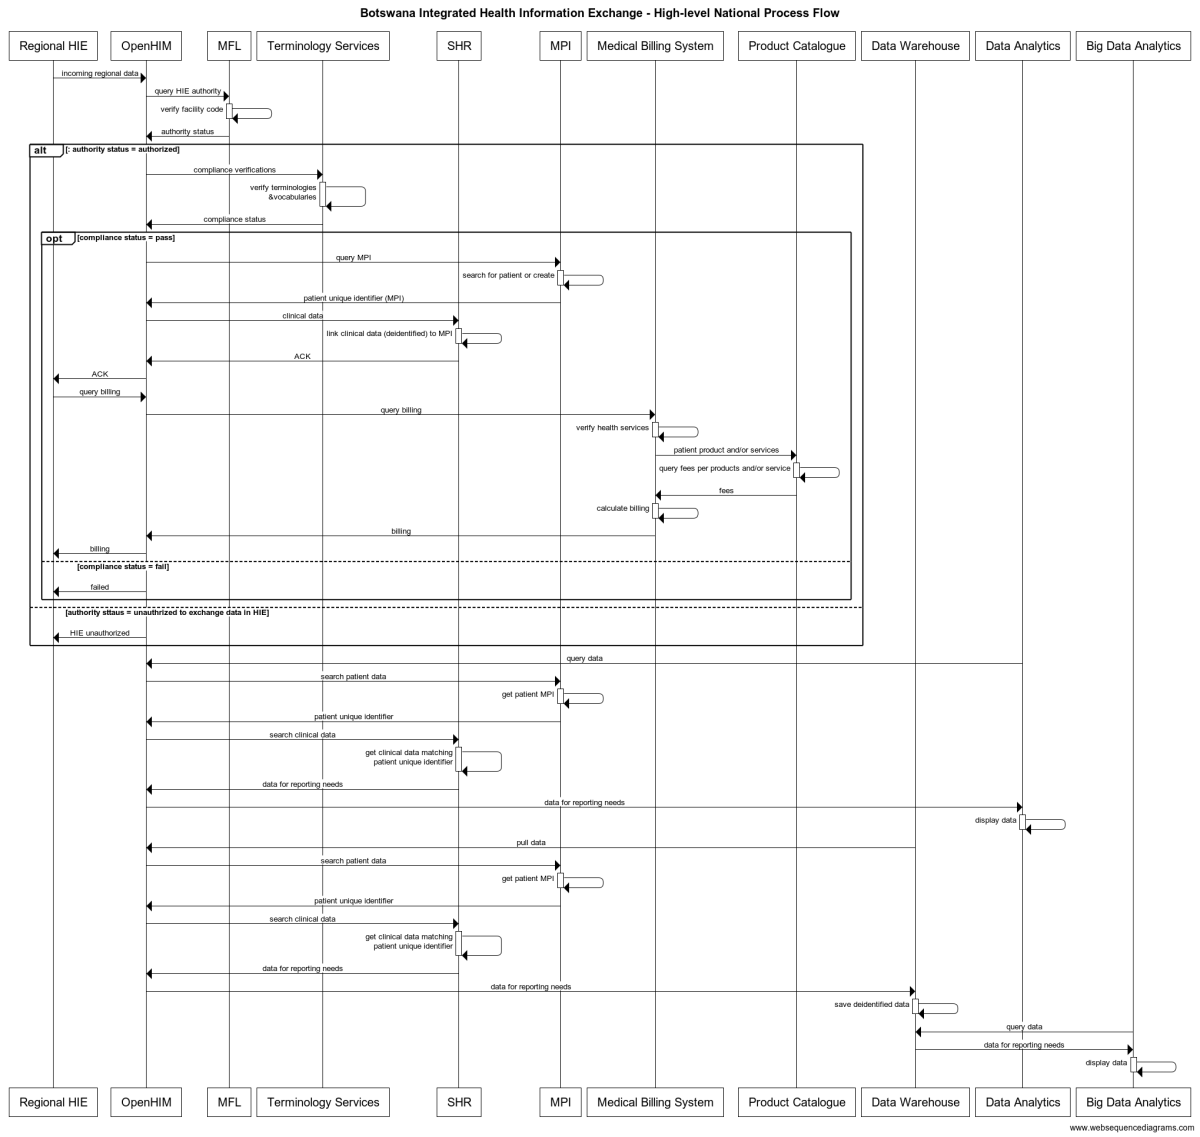 Botswana Integrated Health Information Exchange - High-level National Process Flow
Regional HIE
OpenHIM
MFL
Terminology Services
SHR
MPI
Medical Billing System
Product Catalogue
Data Warehouse
Data Analytics
Big Data Analytics
incoming regional data
query HIE authority
verify facility code
authority status
alt
[: authority status = authorized]
compliance verifications
verify terminologies
&vocabularies
compliance status
opt
[compliance status = pass]
query MPI
search for patient or create
patient unique identifier (MPI)
clinical data
link clinical data (deidentified) to MPI
ACK
ACK
query billing
query billing
verify health services
patient product and/or services
query fees per products and/or service
fees
calculate billing
billing
billing
[compliance status = fail]
failed
[authority sttaus = unauthrized to exchange data in HIE]
HIE unauthorized
query data
search patient data
get patient MPI
patient unique identifier
search clinical data
get clinical data matching
patient unique identifier
data for reporting needs
data for reporting needs
display data
pull data
search patient data
get patient MPI
patient unique identifier
search clinical data
get clinical data matching
patient unique identifier
data for reporting needs
data for reporting needs
save deidentified data
query data
data for reporting needs
display data
Regional HIE
OpenHIM
MFL
Terminology Services
SHR
MPI
Medical Billing System
Product Catalogue
Data Warehouse
Data Analytics
Big Data Analytics
www.websequencediagrams.com